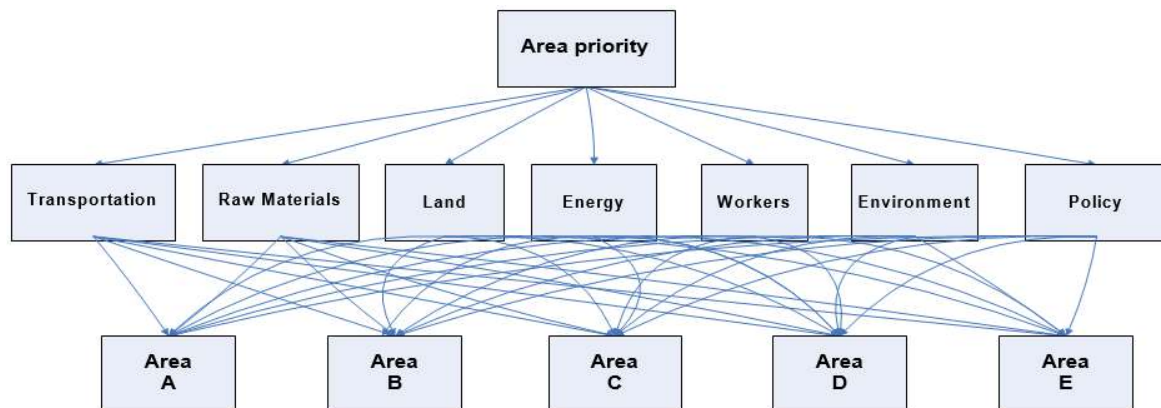 Area priority
Transportation
Raw Materials
Land
Energy
Workers
Environment
Policy
Area
A
Area
B
Area
C
Area
D
Area
E